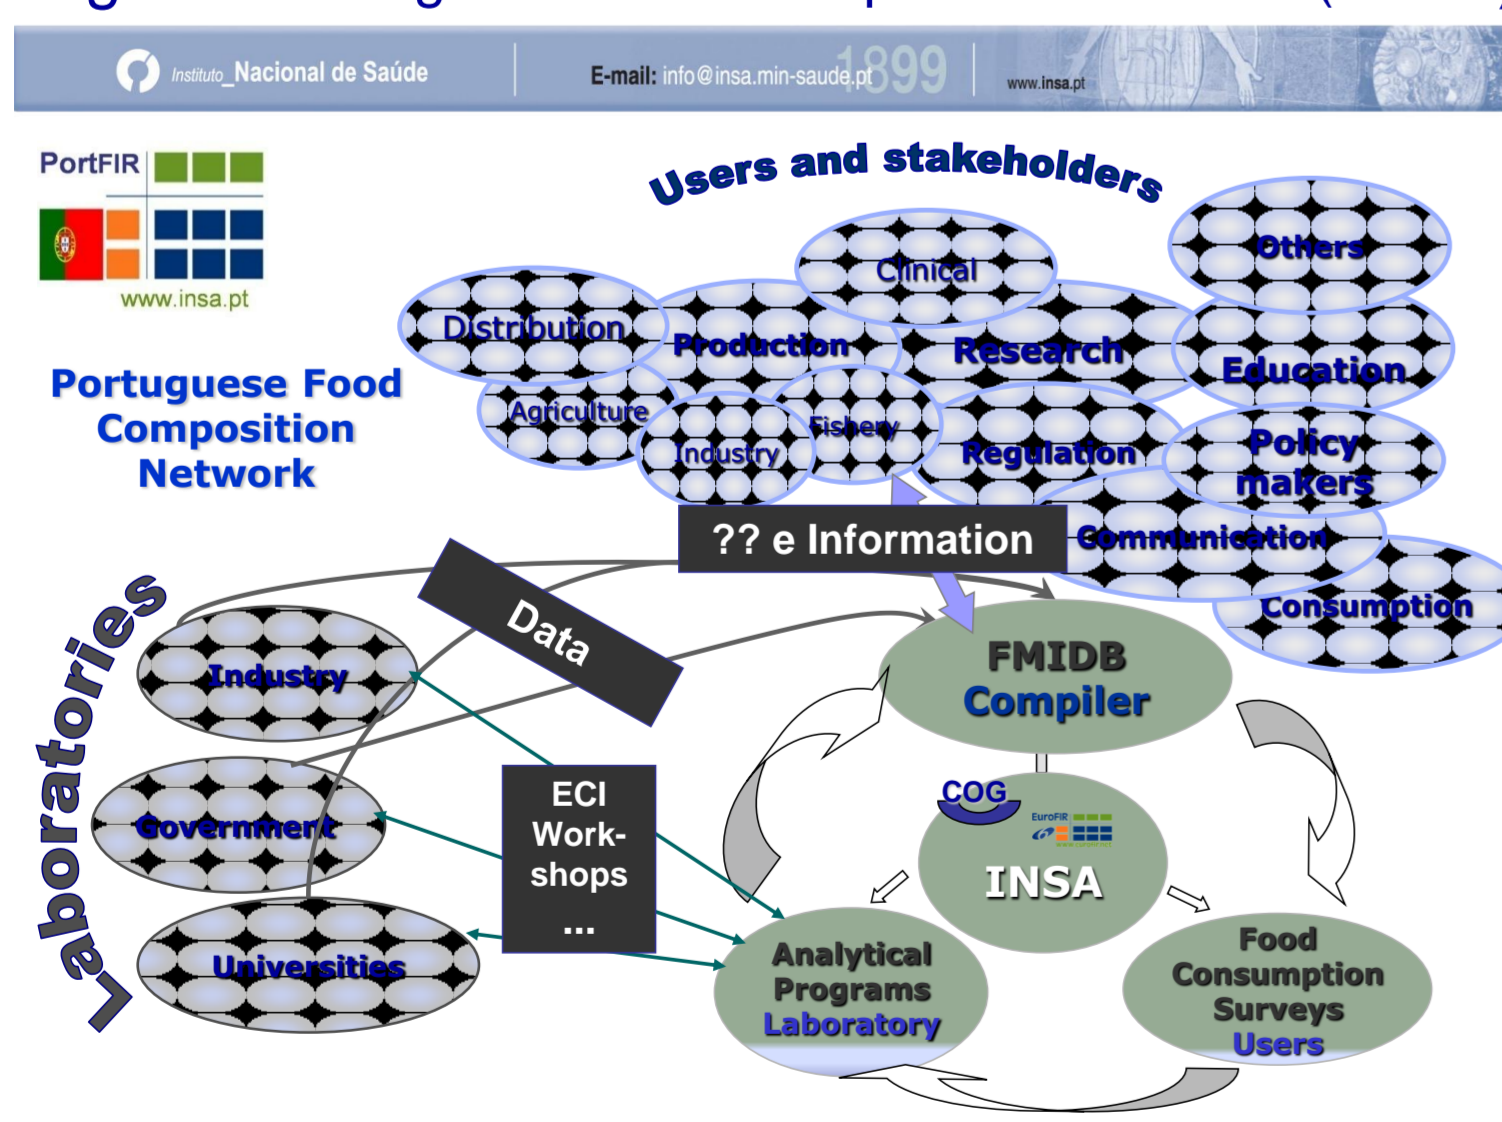 Instituto_Nacional de Saúde
E-mail: info@insa.min-saude.pt
1899
www.insa.pt
PortFIR
www.insa.pt
Portuguese Food
Composition
Network
Users and stakeholders
Others
Clinical
Distribution
Production
Research
Education
Agriculture
Fishery
Industry
Regulation
Policy
makers
?? e Information
Communication
Consumption
Laboratories
Data
Industry
Government
Universities
ECI
Work-
shops
...
FMIDB
Compiler
COG
EuroFIR
INSA
Analytical
Programs
Laboratory
Food
Consumption
Surveys
Users